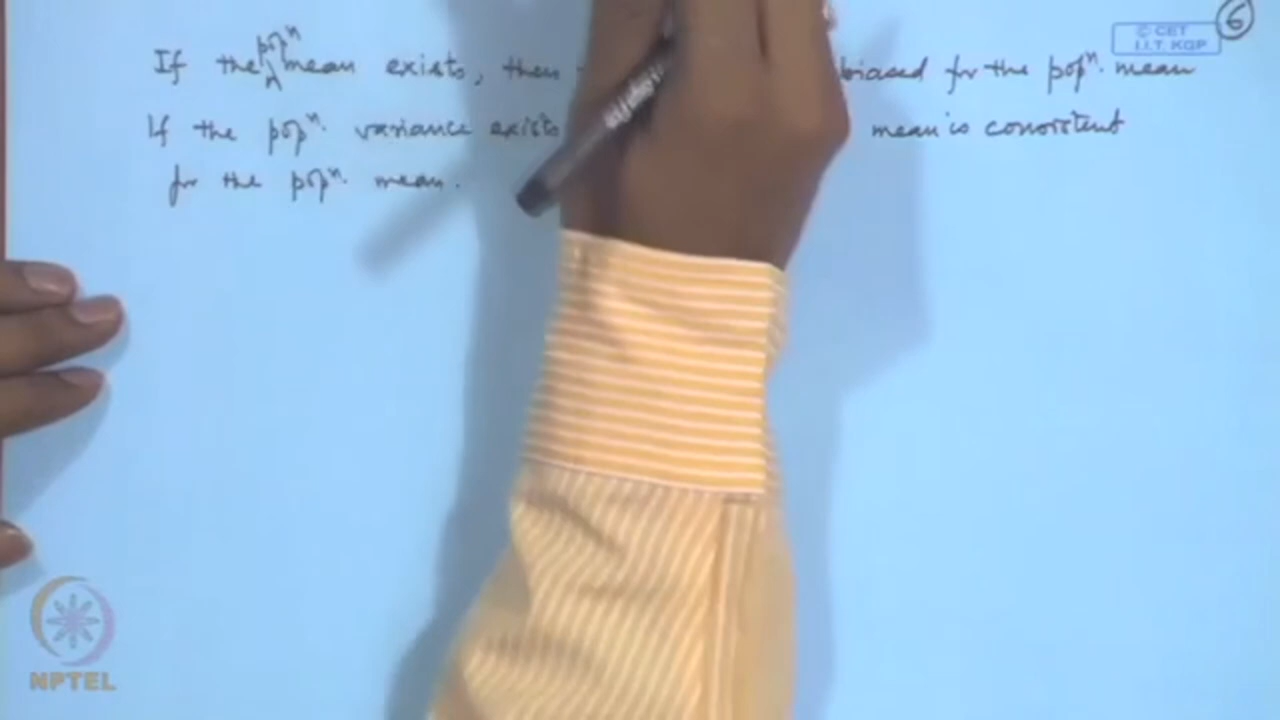 © CET
I.I.T. KGP
6
If the popⁿ mean exists, then biased for the popⁿ. mean
If the popⁿ. variance exists mean is consistent
for the popⁿ. mean.
NPTEL